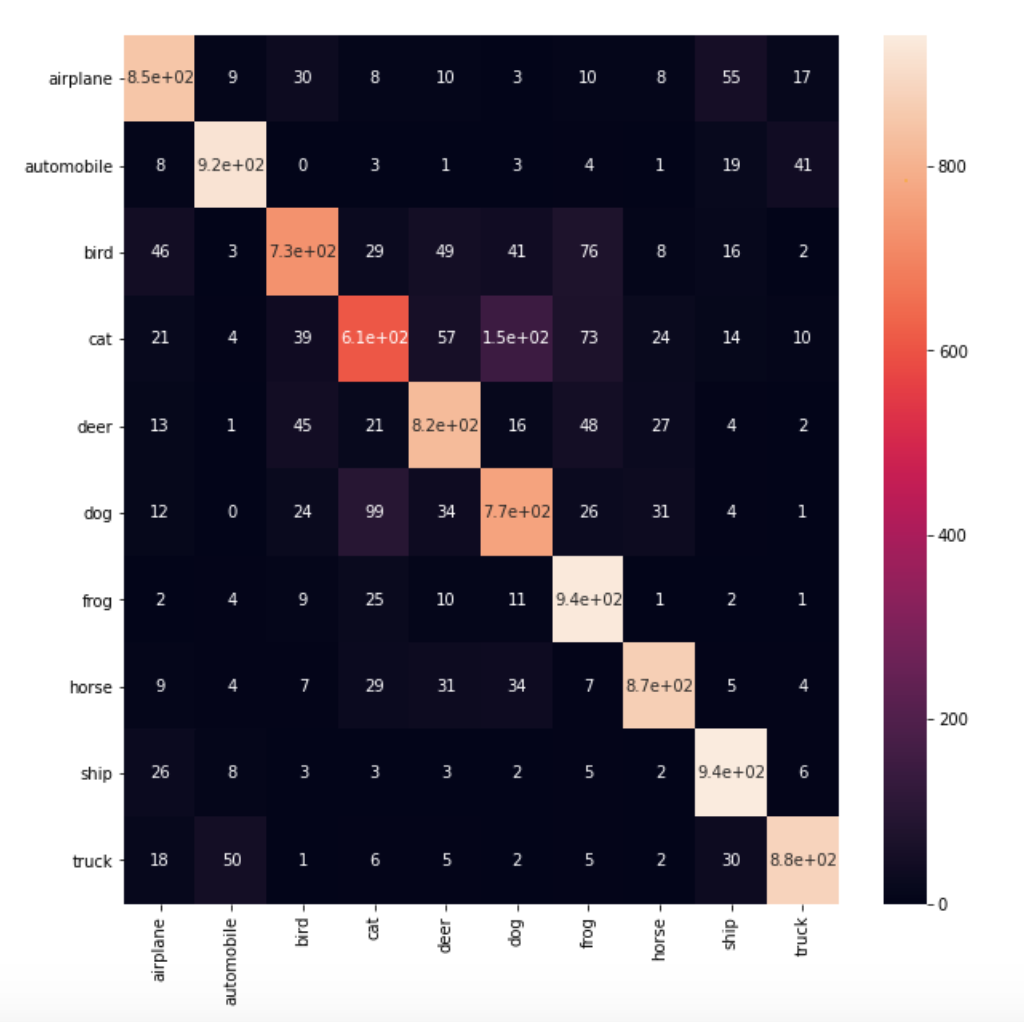 airplane 8.5e+02 9 30 8 10 3 10 8 55 17
automobile 8 9.2e+02 0 3 1 3 4 1 19 41
bird 46 3 7.3e+02 29 49 41 76 8 16 2
cat 21 4 39 6.1e+02 57 1.5e+02 73 24 14 10
deer 13 1 45 21 8.2e+02 16 48 27 4 2
dog 12 0 24 99 34 7.7e+02 26 31 4 1
frog 2 4 9 25 10 11 9.4e+02 1 2 1
horse 9 4 7 29 31 34 7 8.7e+02 5 4
ship 26 8 3 3 3 2 5 2 9.4e+02 6
truck 18 50 1 6 5 2 5 2 30 8.8e+02
airplane automobile bird cat deer dog frog horse ship truck
800
600
400
200
0